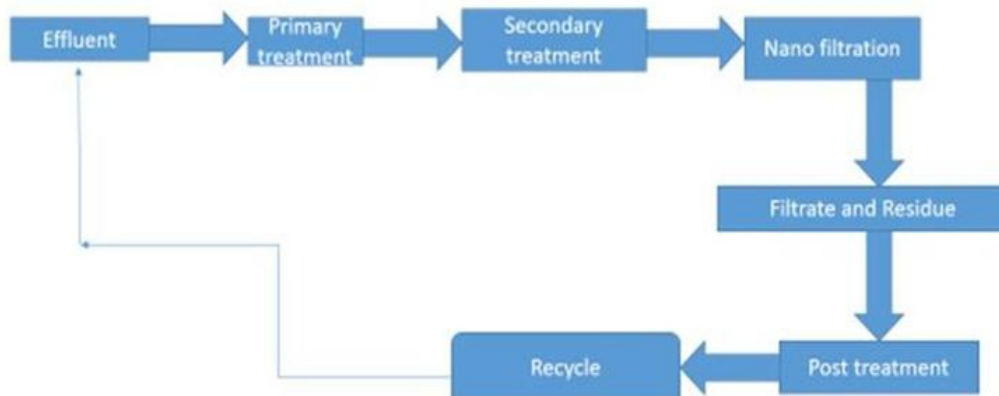 Effluent
Primary
treatment
Secondary
treatment
Nano filtration
Filtrate and Residue
Post treatment
Recycle